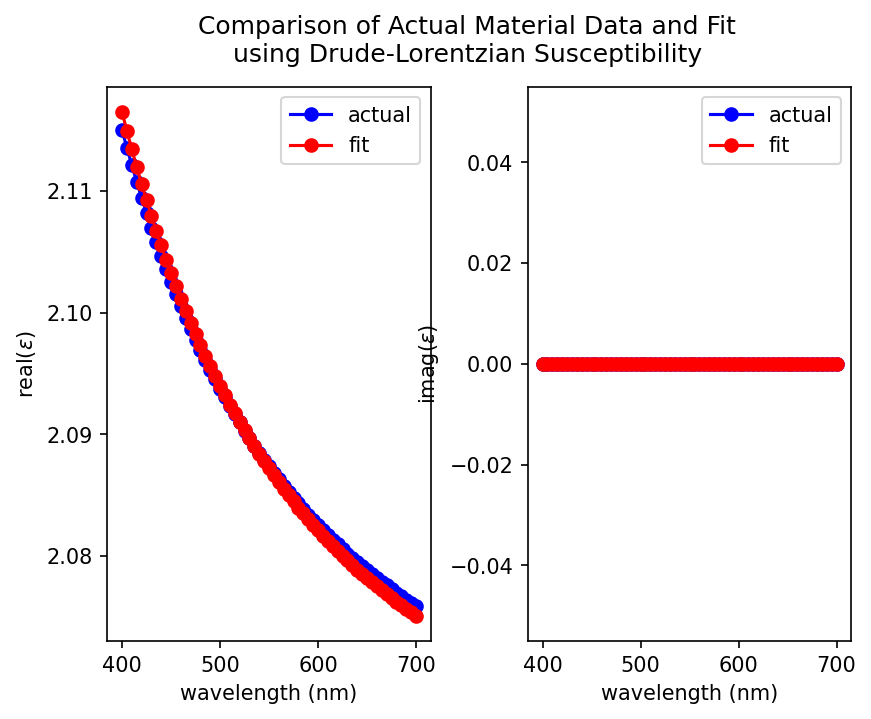 Comparison of Actual Material Data and Fit
using Drude-Lorentzian Susceptibility
actual
fit
2.11
2.10
2.09
2.08
real(ε)
400 500 600 700
wavelength (nm)
actual
fit
0.04
0.02
0.00
−0.02
−0.04
imag(ε)
400 500 600 700
wavelength (nm)